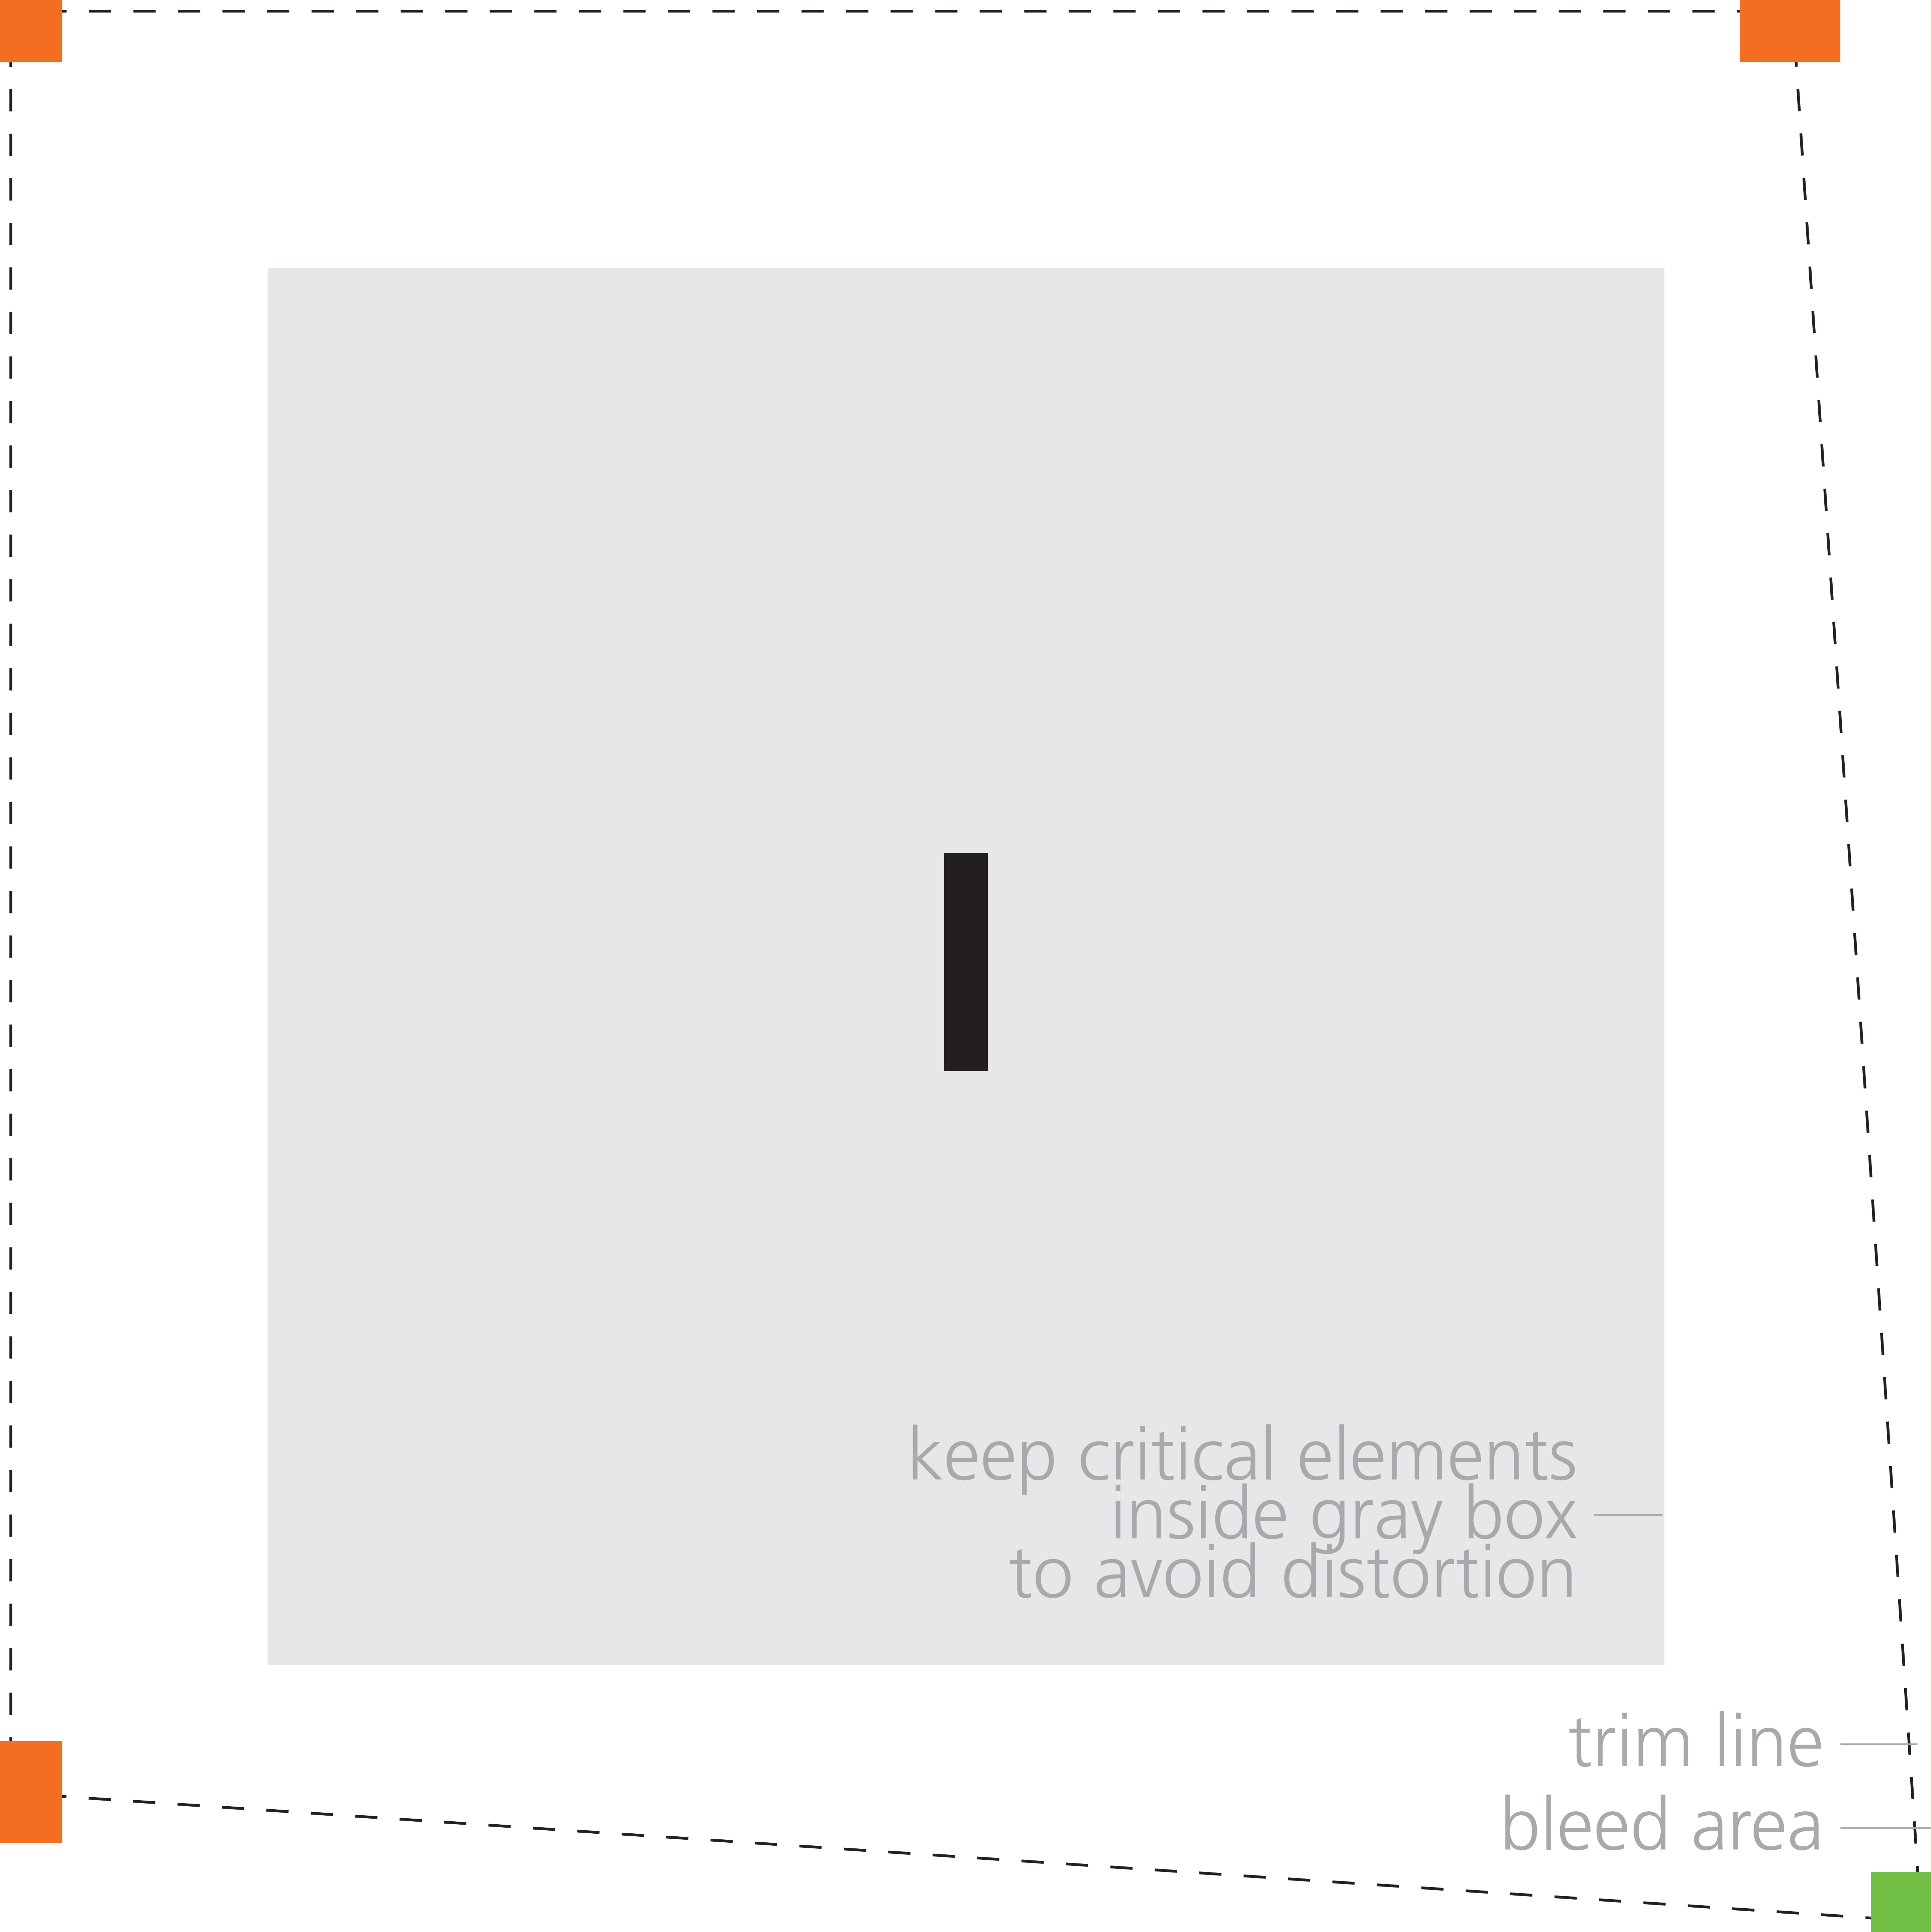 I
keep critical elements
inside gray box
to avoid distortion
trim line
bleed area